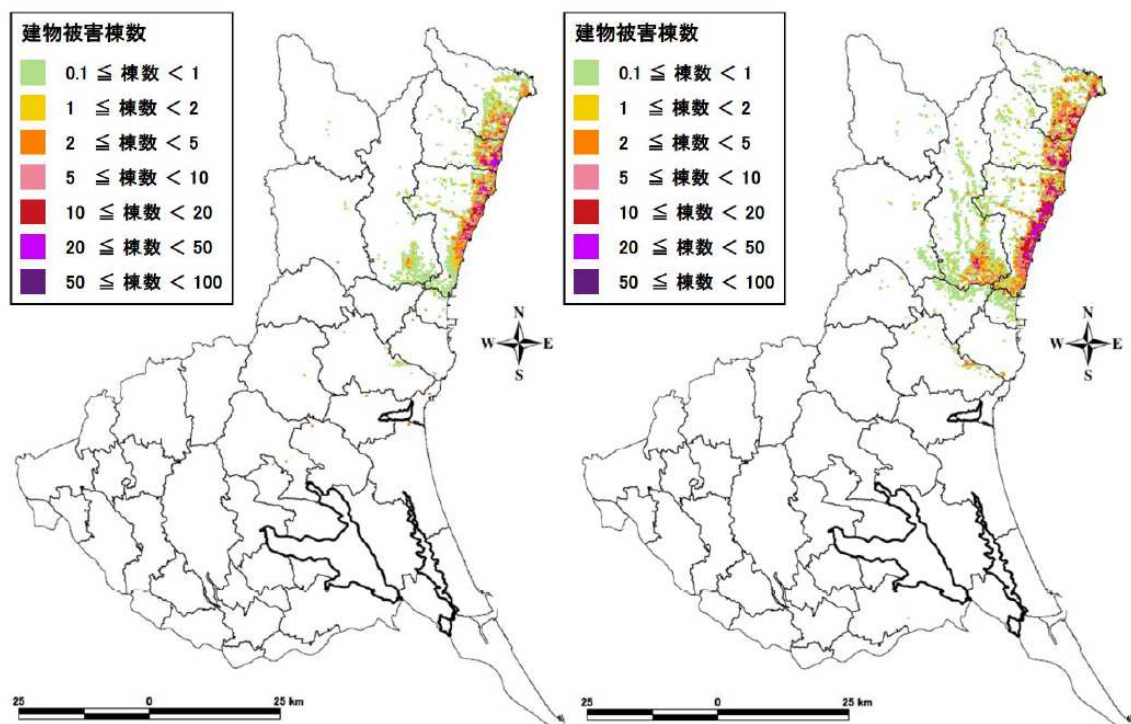 建物被害棟数
0.1 ≦ 棟数 < 1
1 ≦ 棟数 < 2
2 ≦ 棟数 < 5
5 ≦ 棟数 < 10
10 ≦ 棟数 < 20
20 ≦ 棟数 < 50
50 ≦ 棟数 < 100
N
W E
S
25 0 25 km
建物被害棟数
0.1 ≦ 棟数 < 1
1 ≦ 棟数 < 2
2 ≦ 棟数 < 5
5 ≦ 棟数 < 10
10 ≦ 棟数 < 20
20 ≦ 棟数 < 50
50 ≦ 棟数 < 100
N
W E
S
25 0 25 km